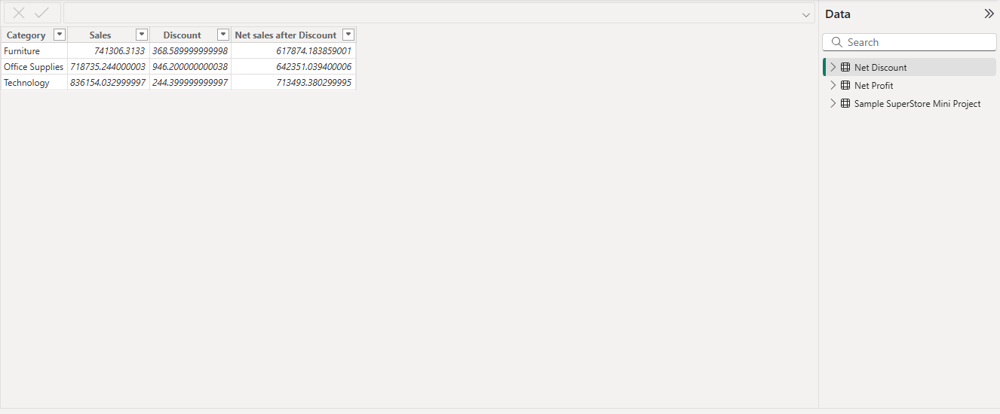 Data
Search
Category Sales Discount Net sales after Discount
Furniture 741306.3133 368.589999999998 617874.183859001
Office Supplies 718735.244000003 946.200000000038 642351.039400006
Technology 836154.032999997 244.399999999997 713493.380299995
Net Discount
Net Profit
Sample SuperStore Mini Project